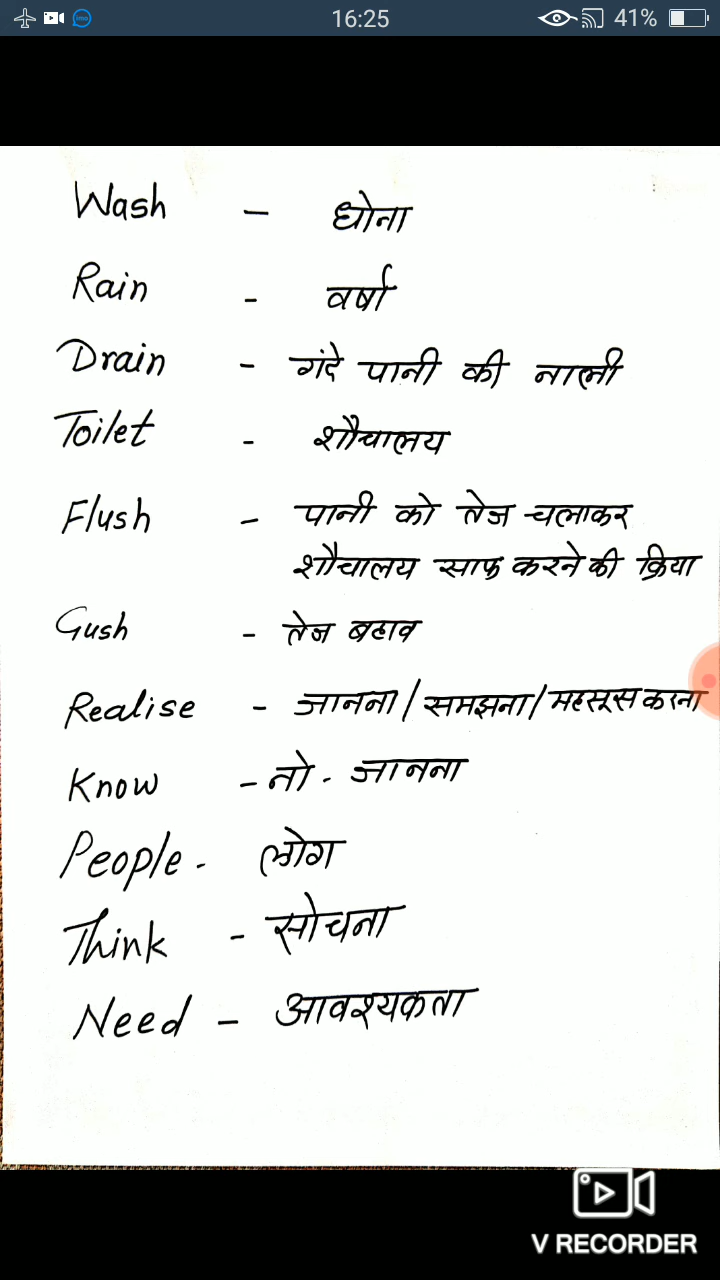 16:25 41%
Wash - धोना
Rain - वर्षा
Drain - गंदे पानी की नाली
Toilet - शौचालय
Flush - पानी को तेज चलाकर
शौचालय साफ करने की क्रिया
Gush - तेज बहाव
Realise - जानना/समझना/महसूस करना
Know - नो - जानना
People - लोग
Think - सोचना
Need - आवश्यकता
V RECORDER